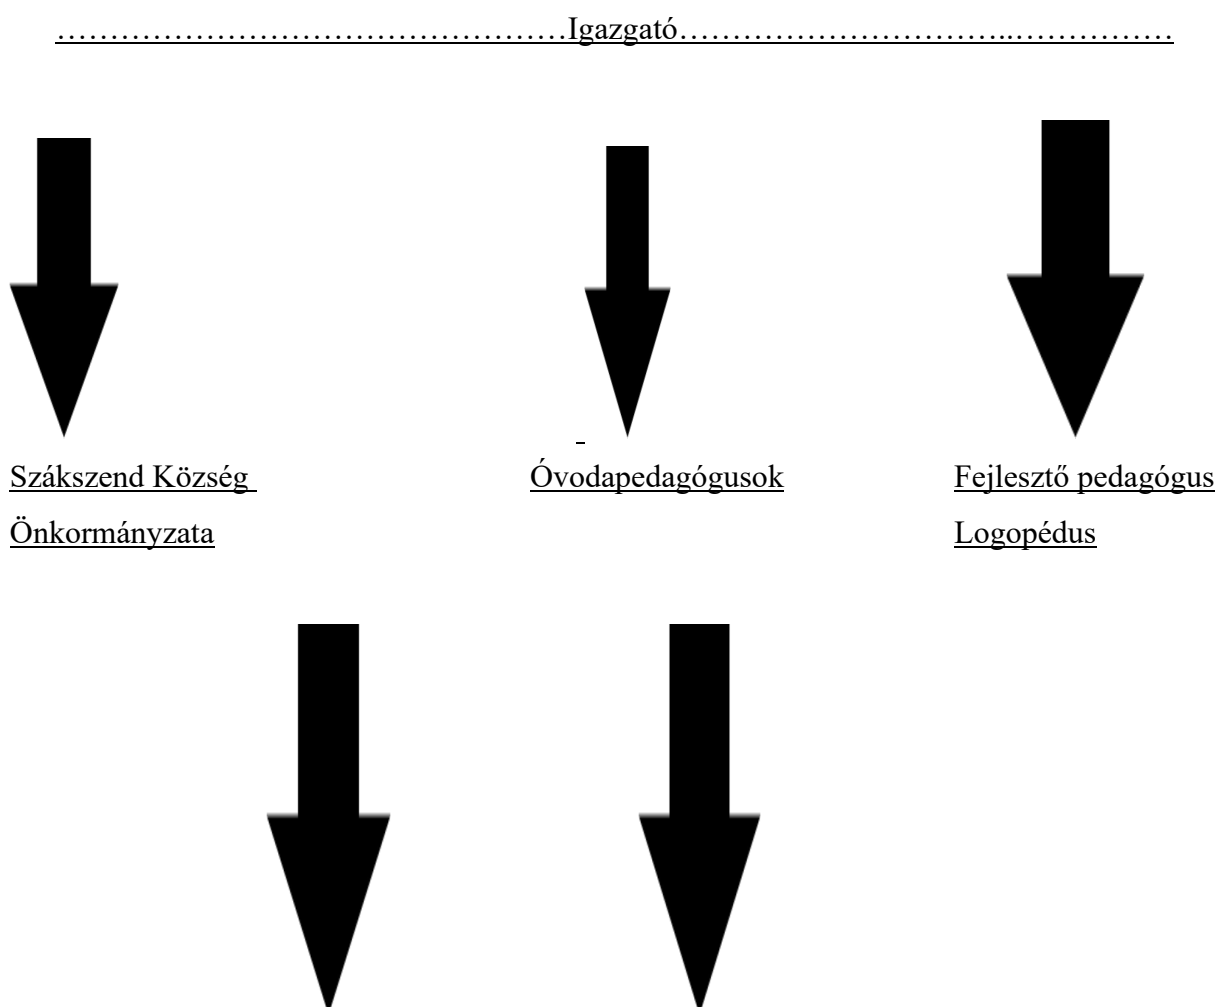 ………………………………………….Igazgató…………………………..……………
Szákszend Község
Óvodapedagógusok
Fejlesztő pedagógus
Önkormányzata
Logopédus